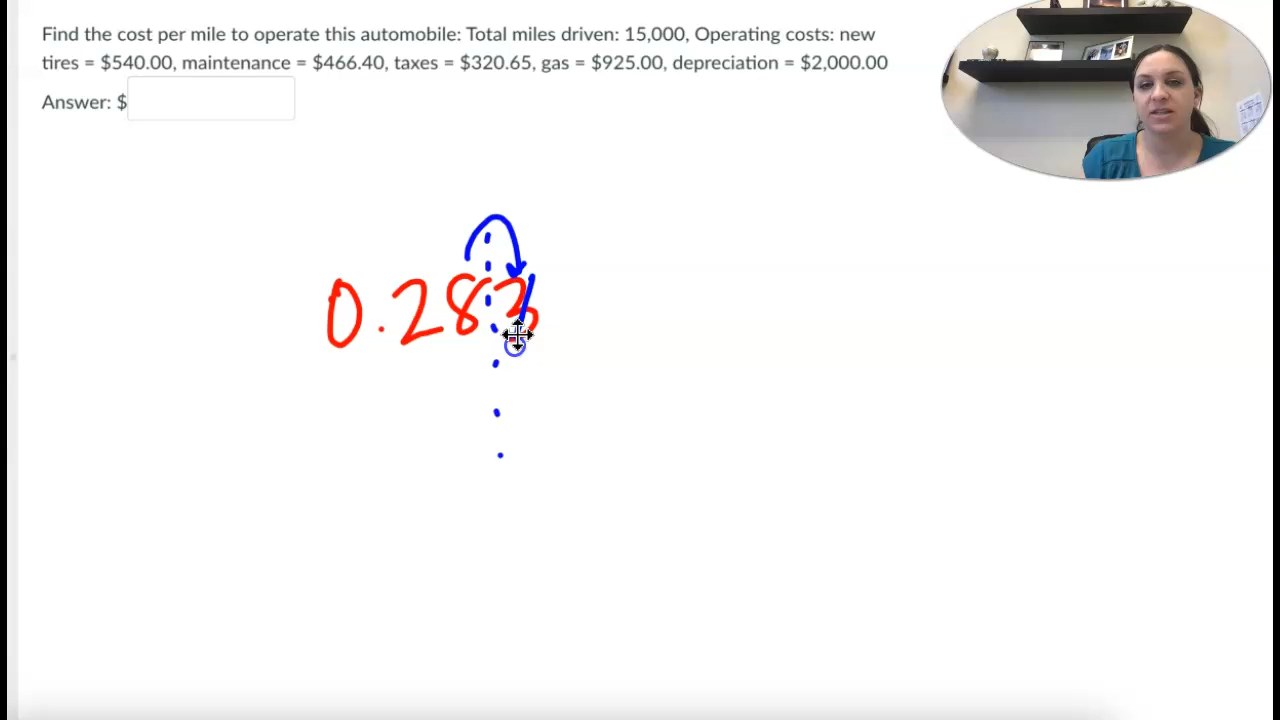 Find the cost per mile to operate this automobile: Total miles driven: 15,000, Operating costs: new
tires = $540.00, maintenance = $466.40, taxes = $320.65, gas = $925.00, depreciation = $2,000.00
Answer: $
0.283